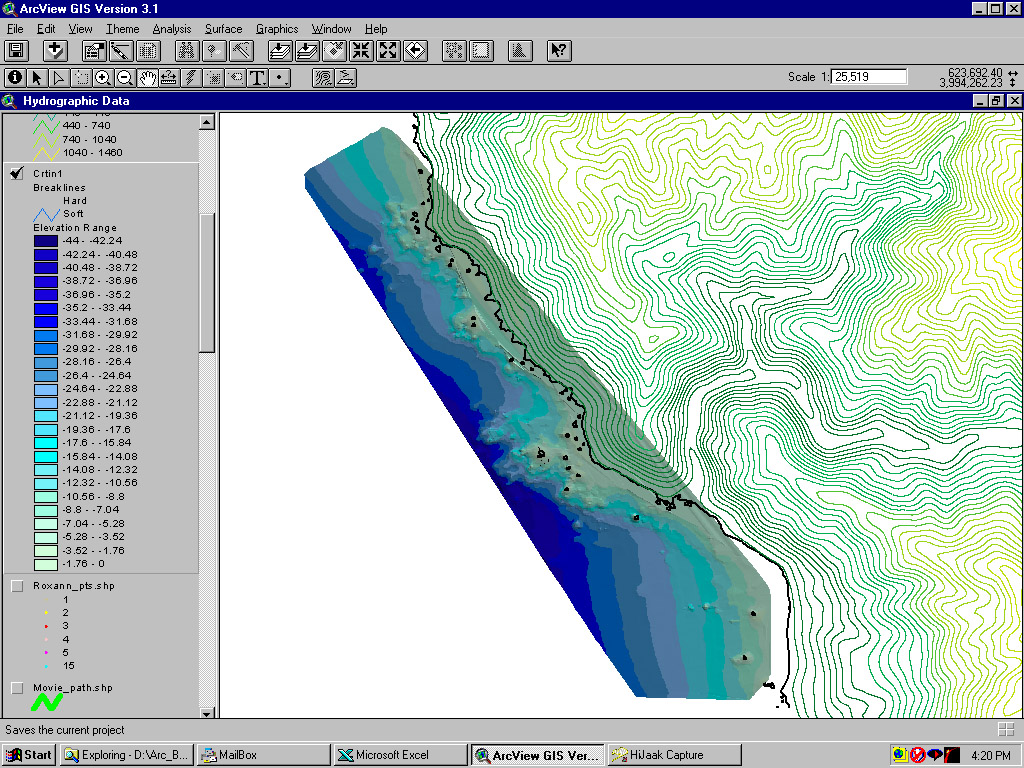 ArcView GIS Version 3.1
File Edit View Theme Analysis Surface Graphics Window Help
Scale 1: 25,519
623,692.40
3,994,262.23
Hydrographic Data
440 - 740
740 - 1040
1040 - 1460
Crtin1
Breaklines
Hard
Soft
Elevation Range
-44 - -42.24
-42.24 - -40.48
-40.48 - -38.72
-38.72 - -36.96
-36.96 - -35.2
-35.2 - -33.44
-33.44 - -31.68
-31.68 - -29.92
-29.92 - -28.16
-28.16 - -26.4
-26.4 - -24.64
-24.64 - -22.88
-22.88 - -21.12
-21.12 - -19.36
-19.36 - -17.6
-17.6 - -15.84
-15.84 - -14.08
-14.08 - -12.32
-12.32 - -10.56
-10.56 - -8.8
-8.8 - -7.04
-7.04 - -5.28
-5.28 - -3.52
-3.52 - -1.76
-1.76 - 0
Roxann_pts.shp
1
2
3
4
5
15
Movie_path.shp
Saves the current project
Start Exploring - D:\Arc_B... MailBox Microsoft Excel ArcView GIS Ver... HiJaak Capture 4:20 PM